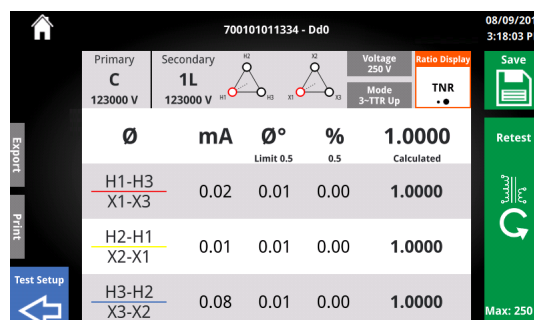 700101011334 - Dd0
08/09/201
3:18:03 P
Primary
C
123000 V
Secondary
1L
123000 V
H2
H1
H3
X2
X1
X3
Voltage
250 V
Mode
3~TTR Up
Ratio Display
TNR
Save
Ø
mA
Ø°
Limit 0.5
%
0.5
1.0000
Calculated
H1-H3
X1-X3
0.02
0.01
0.00
1.0000
H2-H1
X2-X1
0.01
0.01
0.00
1.0000
H3-H2
X3-X2
0.08
0.01
0.00
1.0000
Export
Print
Test Setup
Retest
Max: 250